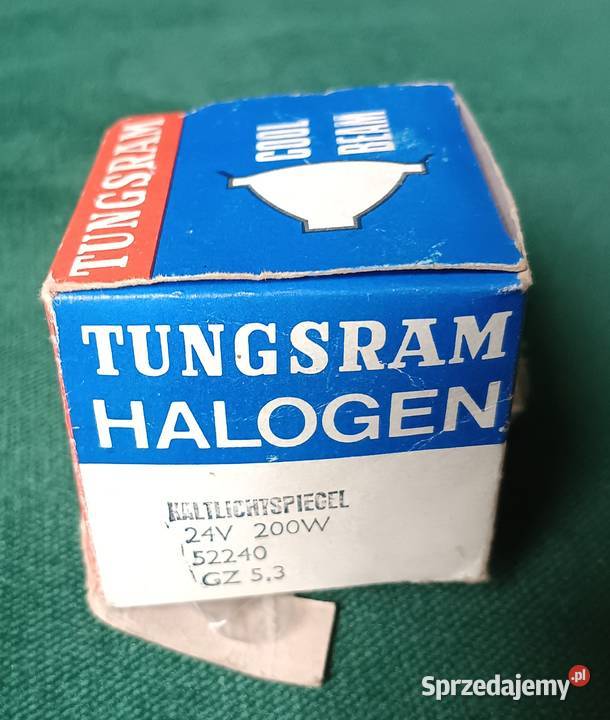 TUNGSRAM
COOL
BEAM
TUNGSRAM
HALOGEN
KALTLICHTSPIEGEL
24V 200W
52240
GZ 5.3
Sprzedajemy.pl